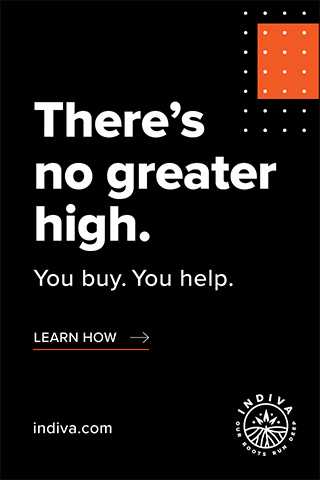 There's
no greater
high.
You buy. You help.
LEARN HOW
indiva.com
INDIVA
OUR ROOTS RUN DEEP